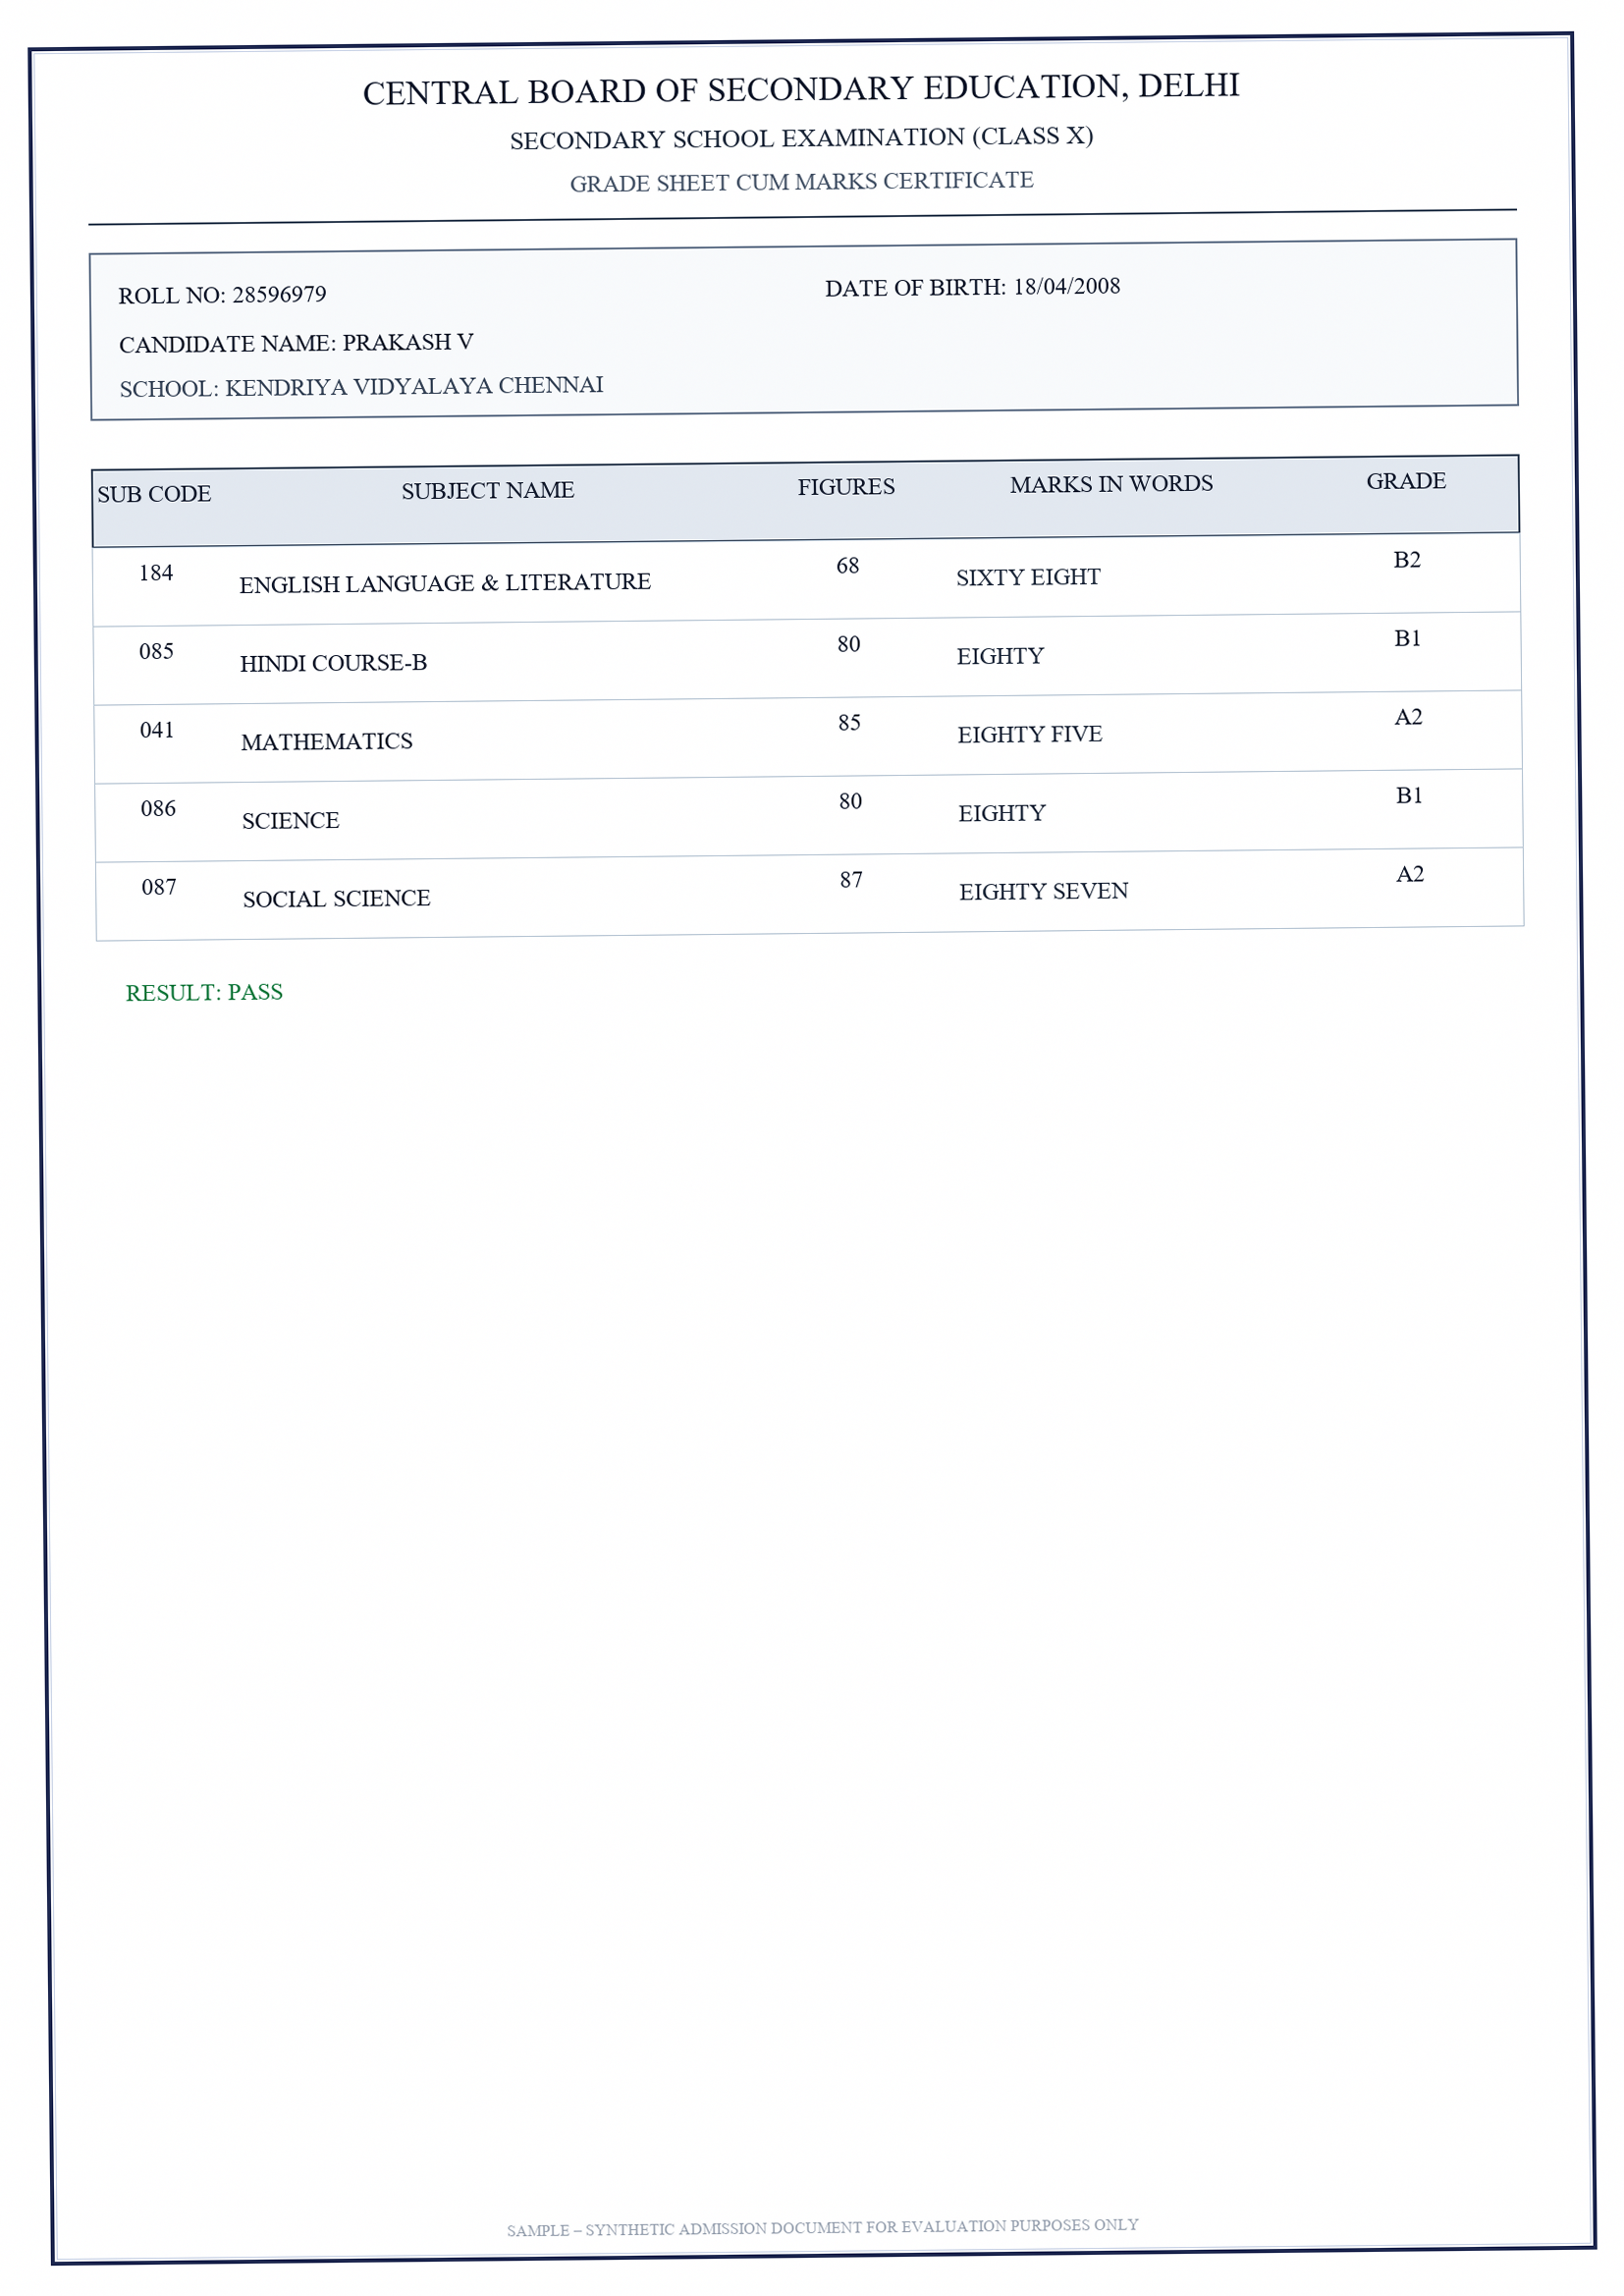 CENTRAL BOARD OF SECONDARY EDUCATION, DELHI
SECONDARY SCHOOL EXAMINATION (CLASS X)
GRADE SHEET CUM MARKS CERTIFICATE
ROLL NO: 28596979 DATE OF BIRTH: 18/04/2008
CANDIDATE NAME: PRAKASH V
SCHOOL: KENDRIYA VIDYALAYA CHENNAI
SUB CODE SUBJECT NAME FIGURES MARKS IN WORDS GRADE
184 ENGLISH LANGUAGE & LITERATURE 68 SIXTY EIGHT B2
085 HINDI COURSE-B 80 EIGHTY B1
041 MATHEMATICS 85 EIGHTY FIVE A2
086 SCIENCE 80 EIGHTY B1
087 SOCIAL SCIENCE 87 EIGHTY SEVEN A2
RESULT: PASS
SAMPLE – SYNTHETIC ADMISSION DOCUMENT FOR EVALUATION PURPOSES ONLY